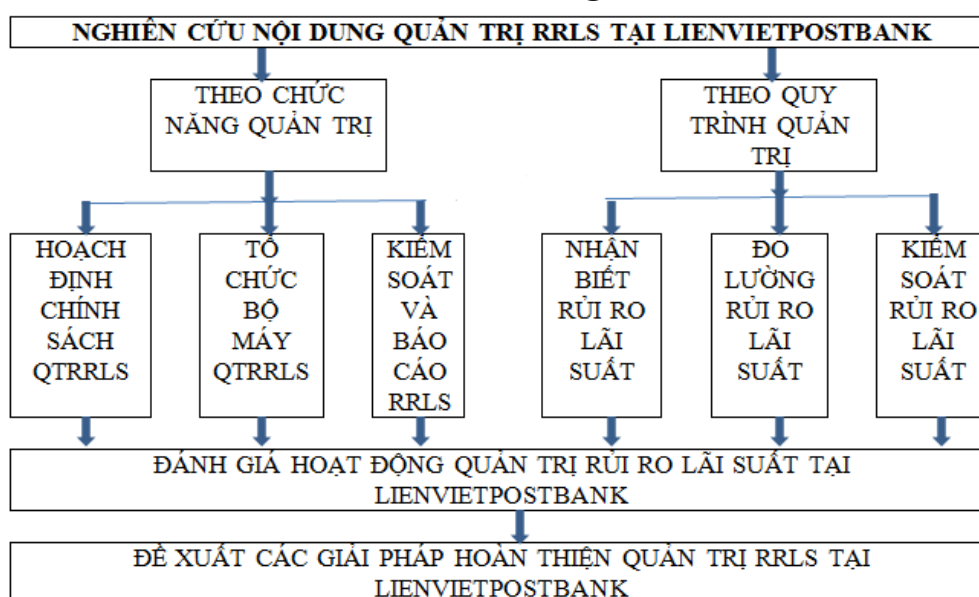 NGHIÊN CỨU NỘI DUNG QUẢN TRỊ RRLS TẠI LIENVIETPOSTBANK
THEO CHỨC
NĂNG QUẢN TRỊ
THEO QUY
TRÌNH QUẢN
TRỊ
HOẠCH
ĐỊNH
CHÍNH
SÁCH
QTRRLS
TỔ
CHỨC
BỘ
MÁY
QTRRLS
KIỂM
SOÁT
VÀ
BÁO
CÁO
RRLS
NHẬN
BIẾT
RỦI RO
LÃI
SUẤT
ĐO
LƯỜNG
RỦI RO
LÃI
SUẤT
KIỂM
SOÁT
RỦI RO
LÃI
SUẤT
ĐÁNH GIÁ HOẠT ĐỘNG QUẢN TRỊ RỦI RO LÃI SUẤT TẠI
LIENVIETPOSTBANK
ĐỀ XUẤT CÁC GIẢI PHÁP HOÀN THIỆN QUẢN TRỊ RRLS TẠI
LIENVIETPOSTBANK